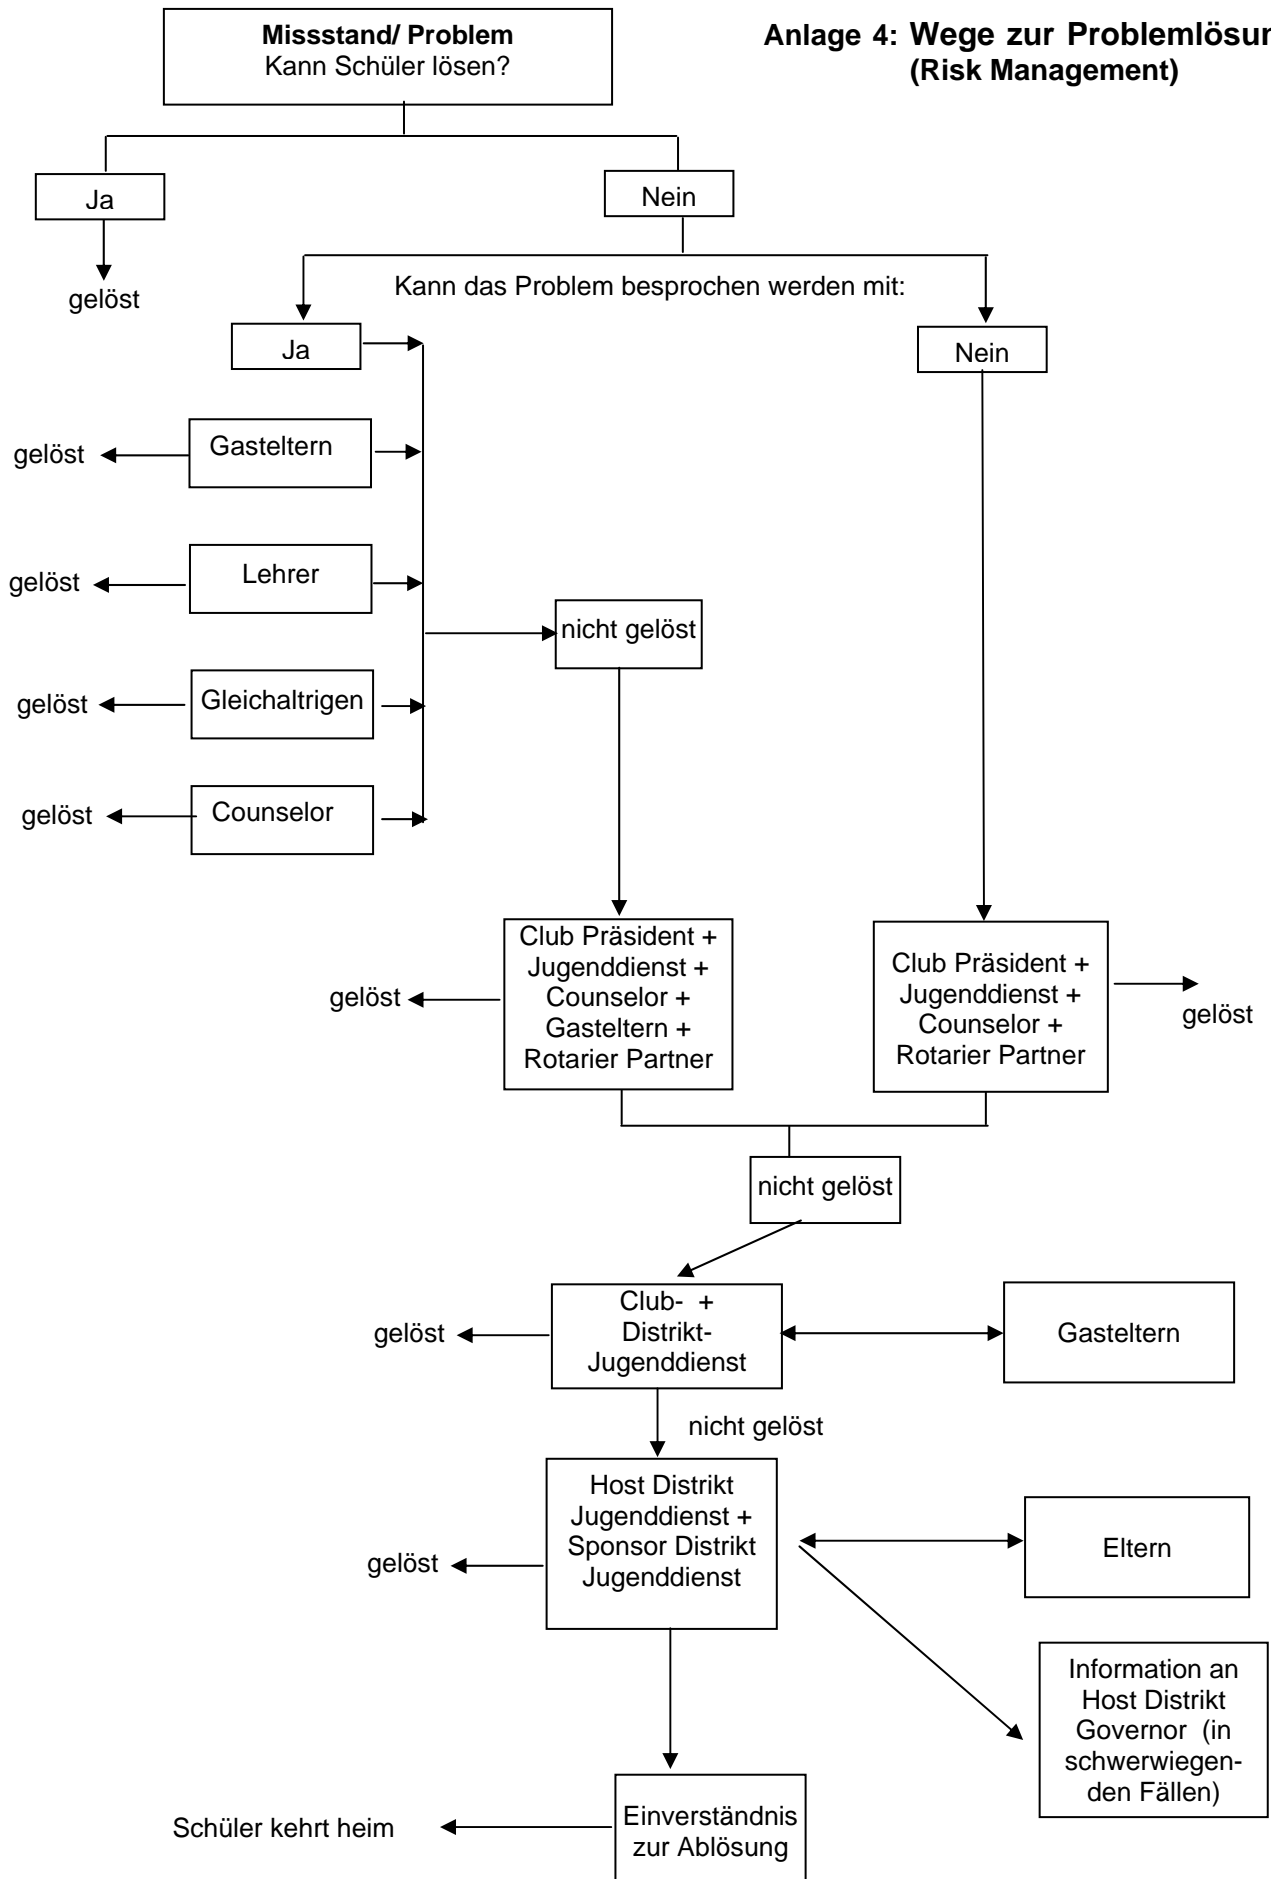 Missstand/ Problem
Kann Schüler lösen?
Anlage 4: Wege zur Problemlösun
(Risk Management)
Ja
Nein
gelöst
Kann das Problem besprochen werden mit:
Ja
Nein
gelöst
Gasteltern
gelöst
Lehrer
nicht gelöst
gelöst
Gleichaltrigen
gelöst
Counselor
Club Präsident +
Jugenddienst +
Counselor +
Gasteltern +
Rotarier Partner
gelöst
Club Präsident +
Jugenddienst +
Counselor +
Rotarier Partner
gelöst
nicht gelöst
gelöst
Club- +
Distrikt-
Jugenddienst
Gasteltern
nicht gelöst
Host Distrikt
Jugenddienst +
Sponsor Distrikt
Jugenddienst
gelöst
Eltern
Information an
Host Distrikt
Governor (in
schwerwiegen-
den Fällen)
Schüler kehrt heim
Einverständnis
zur Ablösung